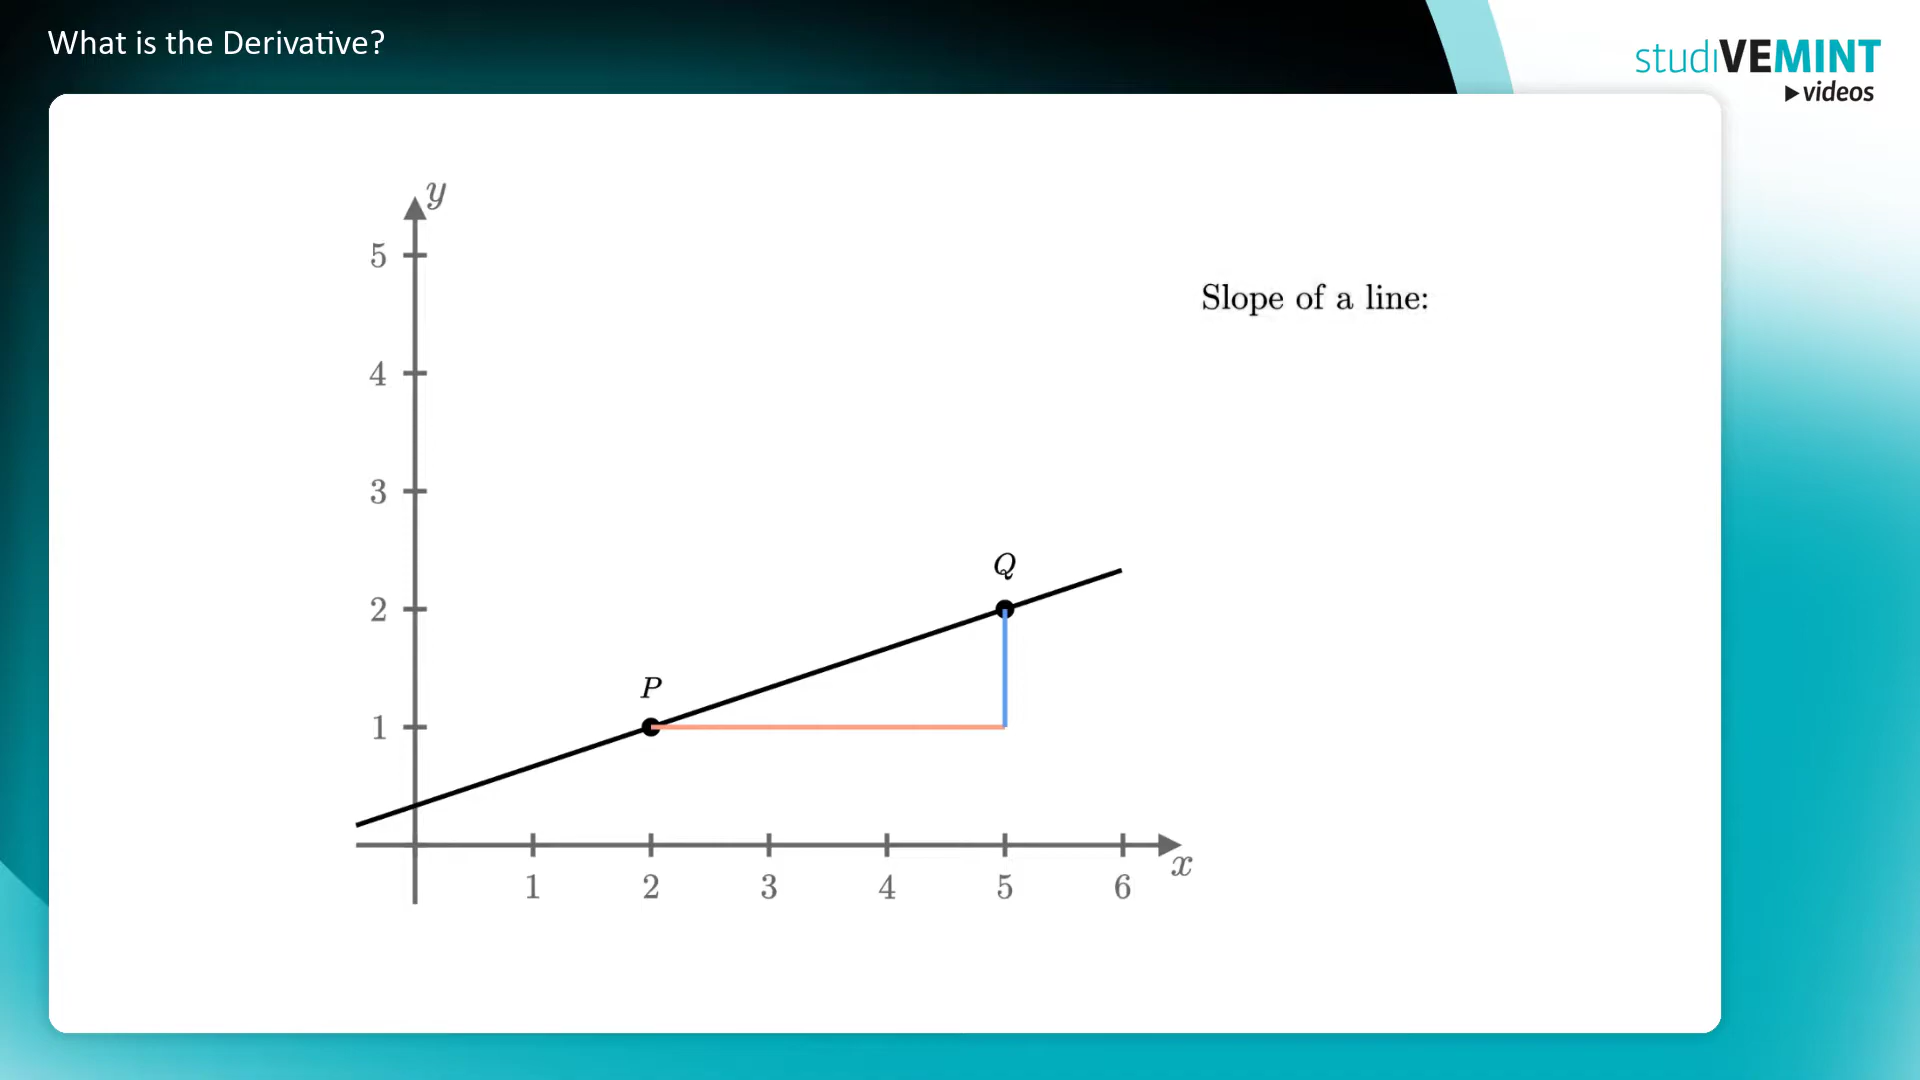 What is the Derivative?
studıVEMINT
videos
y
5
Slope of a line:
4
3
Q
2
P
1
x
1 2 3 4 5 6